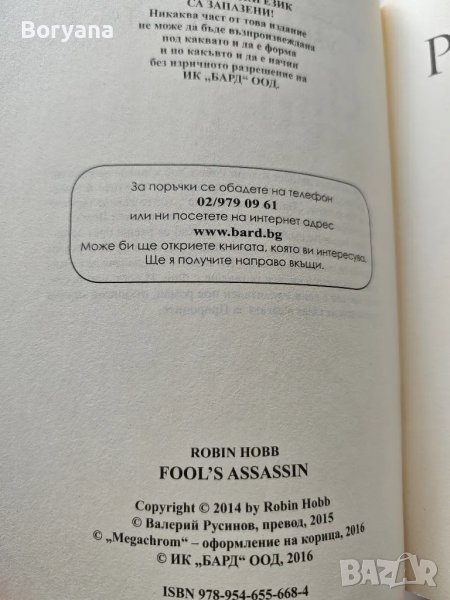 Boryana
ЕЗИК
СА ЗАПАЗЕНИ!
Никаква част от това издание
не може да бъде възпроизвеждана
под каквато и да е форма
и по какъвто и да е начин
без изричното разрешение на
ИК „БАРД“ ООД.
За поръчки се обадете на телефон
02/979 09 61
или ни посетете на интернет адрес
www.bard.bg
Може би ще откриете книгата, която ви интересува.
Ще я получите направо вкъщи.
ROBIN HOBB
FOOL'S ASSASSIN
Copyright © 2014 by Robin Hobb
© Валерий Русинов, превод, 2015
© „Megachrom“ – оформление на корица, 2016
© ИК „БАРД“ ООД, 2016
ISBN 978-954-655-668-4
BAZAR